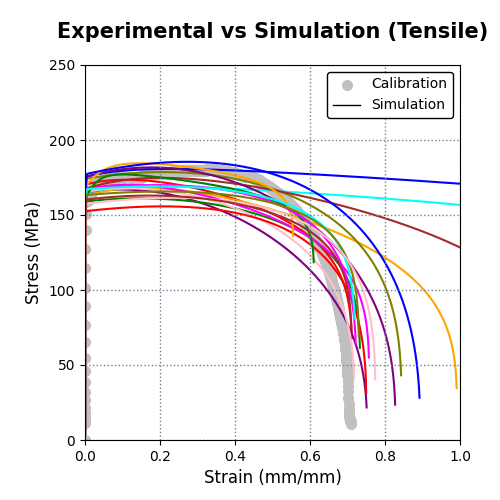 Experimental vs Simulation (Tensile)
250
200
150
100
50
0
Stress (MPa)
Calibration
Simulation
0.0 0.2 0.4 0.6 0.8 1.0
Strain (mm/mm)